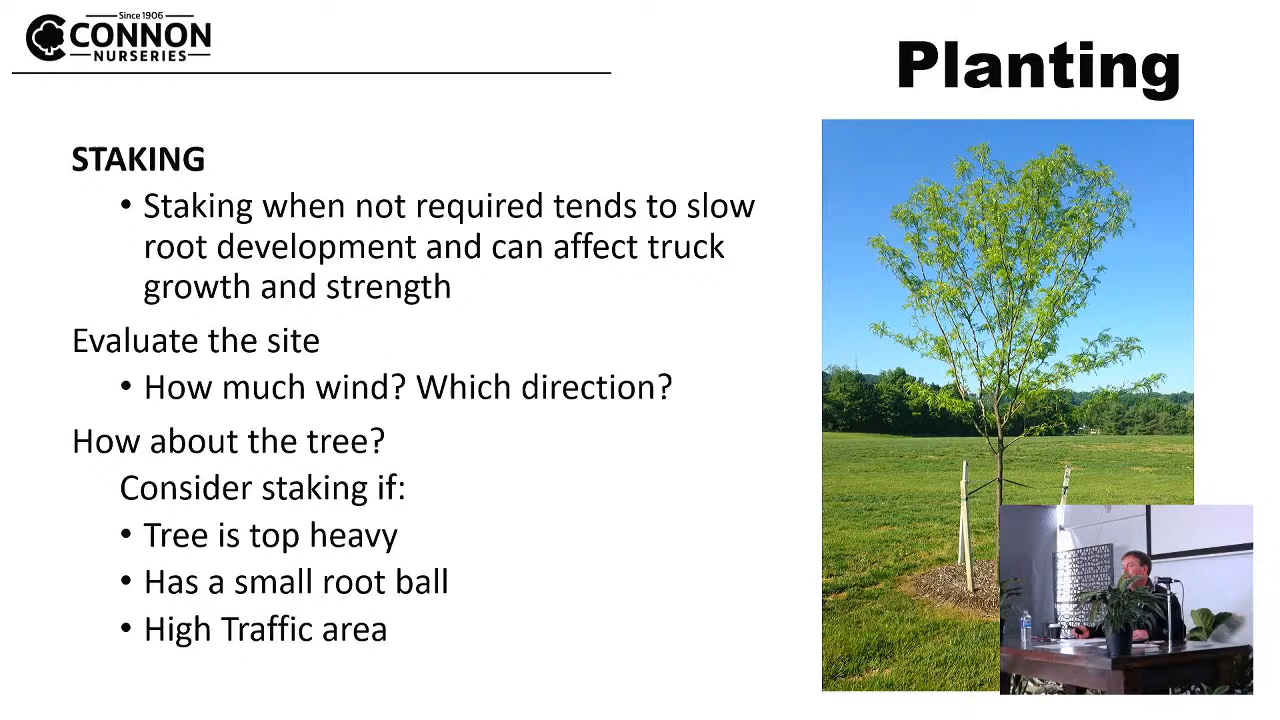 Since 1906
CONNON
NURSERIES
Planting
STAKING
• Staking when not required tends to slow
root development and can affect truck
growth and strength
Evaluate the site
• How much wind? Which direction?
How about the tree?
Consider staking if:
• Tree is top heavy
• Has a small root ball
• High Traffic area